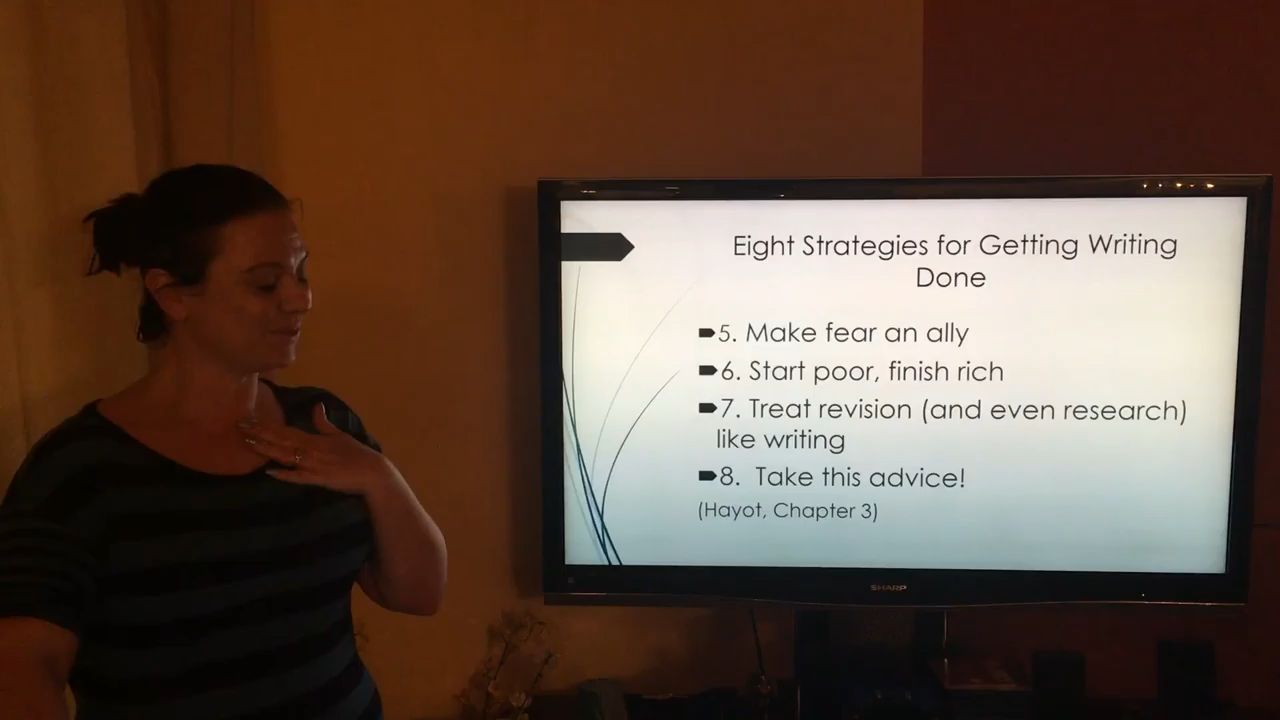 Eight Strategies for Getting Writing
Done
5. Make fear an ally
6. Start poor, finish rich
7. Treat revision (and even research)
like writing
8. Take this advice!
(Hayot, Chapter 3)
SHARP